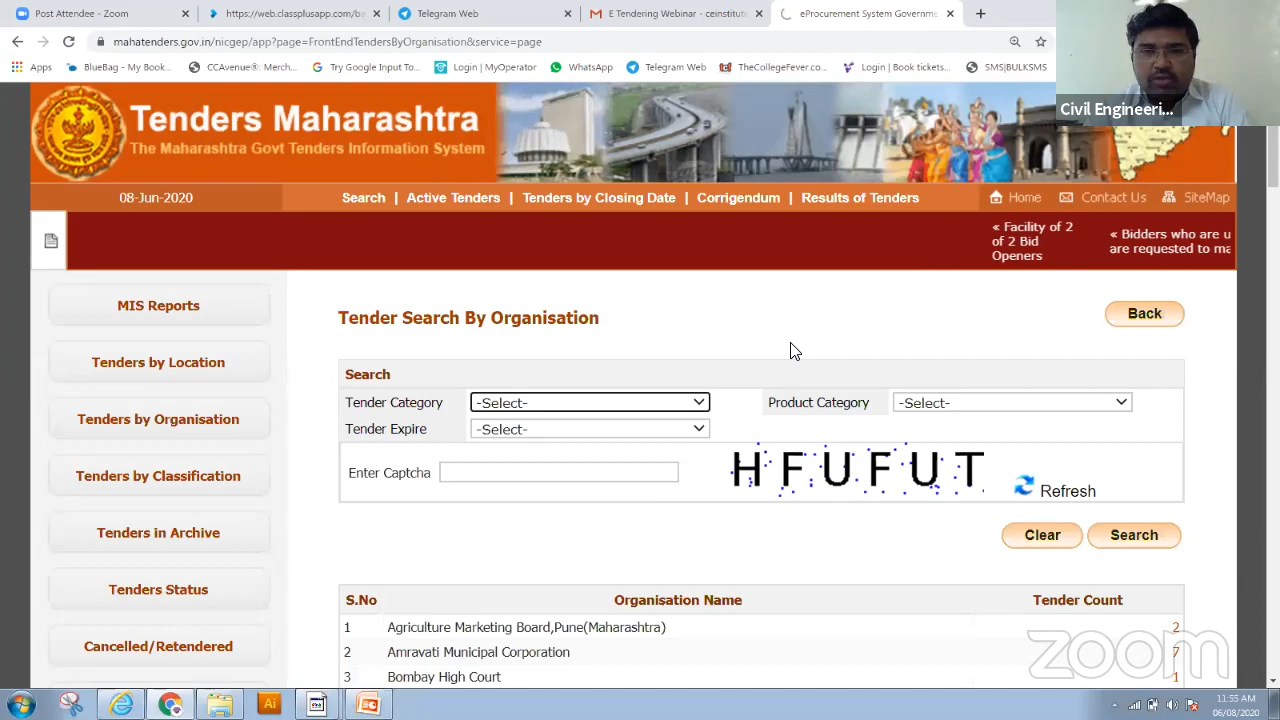 Post Attender - Zoom
https://web.classplusapp.com/ba
Telegram Web
E Tendering Webinar - ceinstitute
eProcurement System Governme
mahatenders.gov.in/nicgep/app?page=FrontEndTendersByOrganisation&service=page
Apps
BlueBag - My Book...
CCAvenue®: Merch...
Try Google Input To...
Login | MyOperator
WhatsApp
Telegram Web
TheCollegeFever.co...
Login | Book tickets...
SMS|BULKSMS
Civil Engineeri...
Tenders Maharashtra
The Maharashtra Govt Tenders Information System
08-Jun-2020
Search | Active Tenders | Tenders by Closing Date | Corrigendum | Results of Tenders
Home
Contact Us
SiteMap
« Facility of 2
of 2 Bid
Openers
« Bidders who are u
are requested to ma
MIS Reports
Tenders by Location
Tenders by Organisation
Tenders by Classification
Tenders in Archive
Tenders Status
Cancelled/Retendered
Tender Search By Organisation
Back
Search
Tender Category -Select-
Product Category -Select-
Tender Expire -Select-
Enter Captcha
HFUFUT
Refresh
Clear
Search
S.No Organisation Name Tender Count
1 Agriculture Marketing Board,Pune(Maharashtra) 2
2 Amravati Municipal Corporation 7
3 Bombay High Court 1
zoom
Ai
11:55 AM
06/08/2020